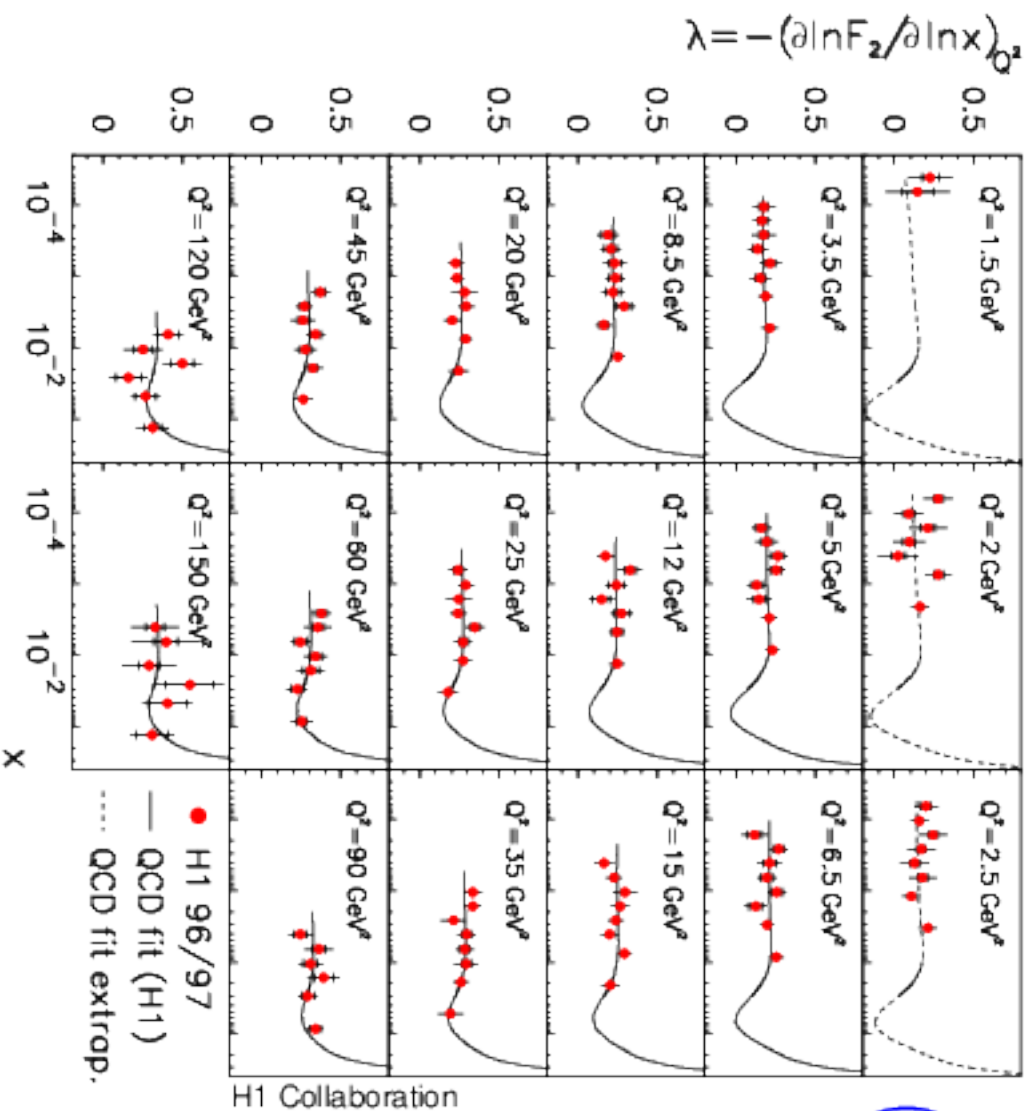 λ=−(∂lnF₂/∂lnx)Q²
Q²=1.5 GeV² Q²=2 GeV² Q²=2.5 GeV²
0.5
0
Q²=3.5 GeV² Q²=5 GeV² Q²=6.5 GeV²
0.5
0
Q²=8.5 GeV² Q²=12 GeV² Q²=15 GeV²
0.5
0
Q²=20 GeV² Q²=25 GeV² Q²=35 GeV²
0.5
0
Q²=45 GeV² Q²=60 GeV² Q²=90 GeV²
0.5
0
Q²=120 GeV² Q²=150 GeV²
0.5
0
10⁻⁴ 10⁻² 10⁻⁴ 10⁻² x
H1 96/97
QCD fit (H1)
QCD fit extrap.
H1 Collaboration